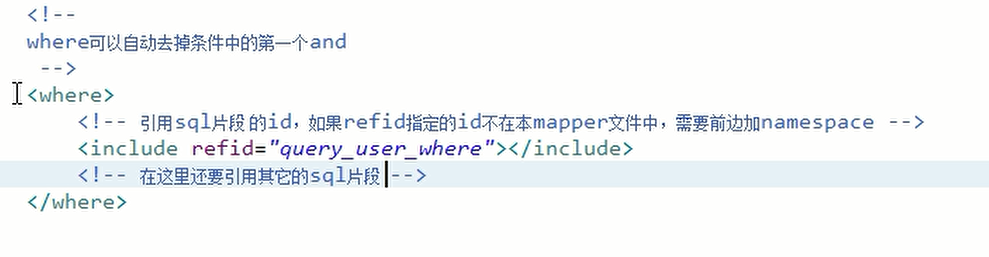 <!--
where可以自动去掉条件中的第一个and
-->
<where>
<!-- 引用sql片段 的id，如果refid指定的id不在本mapper文件中，需要前边加namespace -->
<include refid="query_user_where"></include>
<!-- 在这里还要引用其它的sql片段 -->
</where>